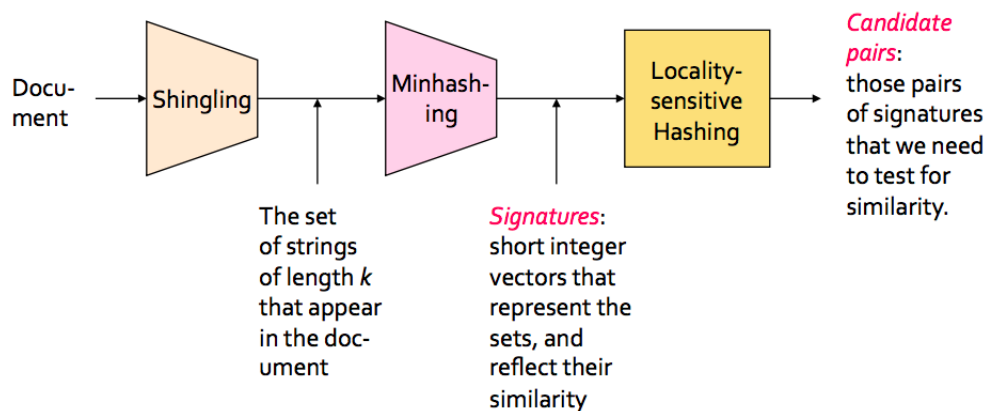 Docu-
ment
Shingling
Minhash-
ing
Locality-
sensitive
Hashing
Candidate
pairs:
those pairs
of signatures
that we need
to test for
similarity.
The set
of strings
of length k
that appear
in the doc-
ument
Signatures:
short integer
vectors that
represent the
sets, and
reflect their
similarity